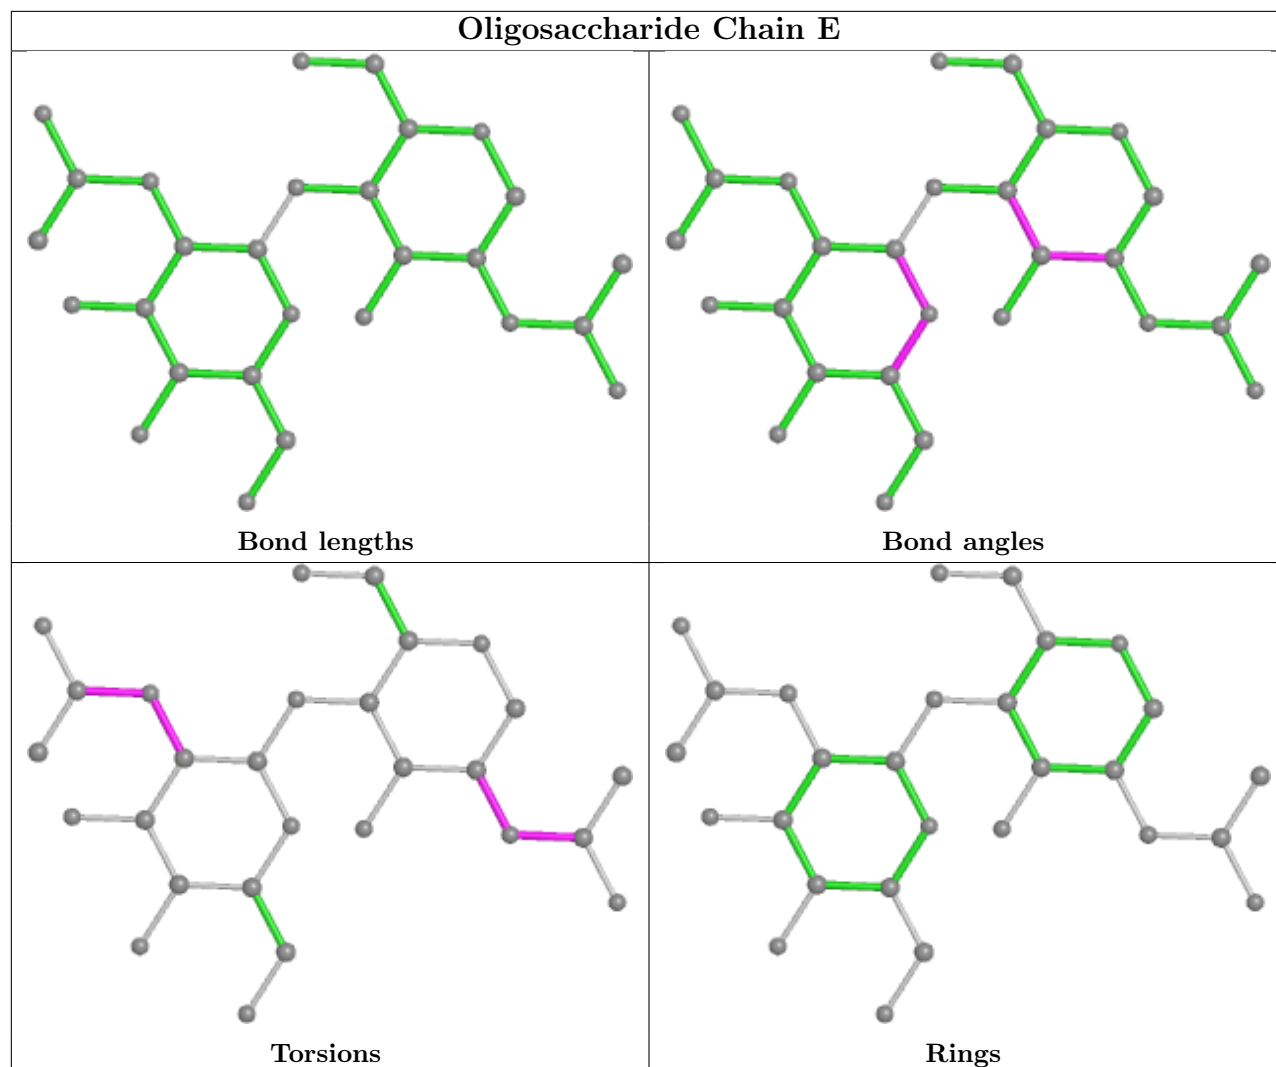 Oligosaccharide Chain E
Bond lengths
Bond angles
Torsions
Rings